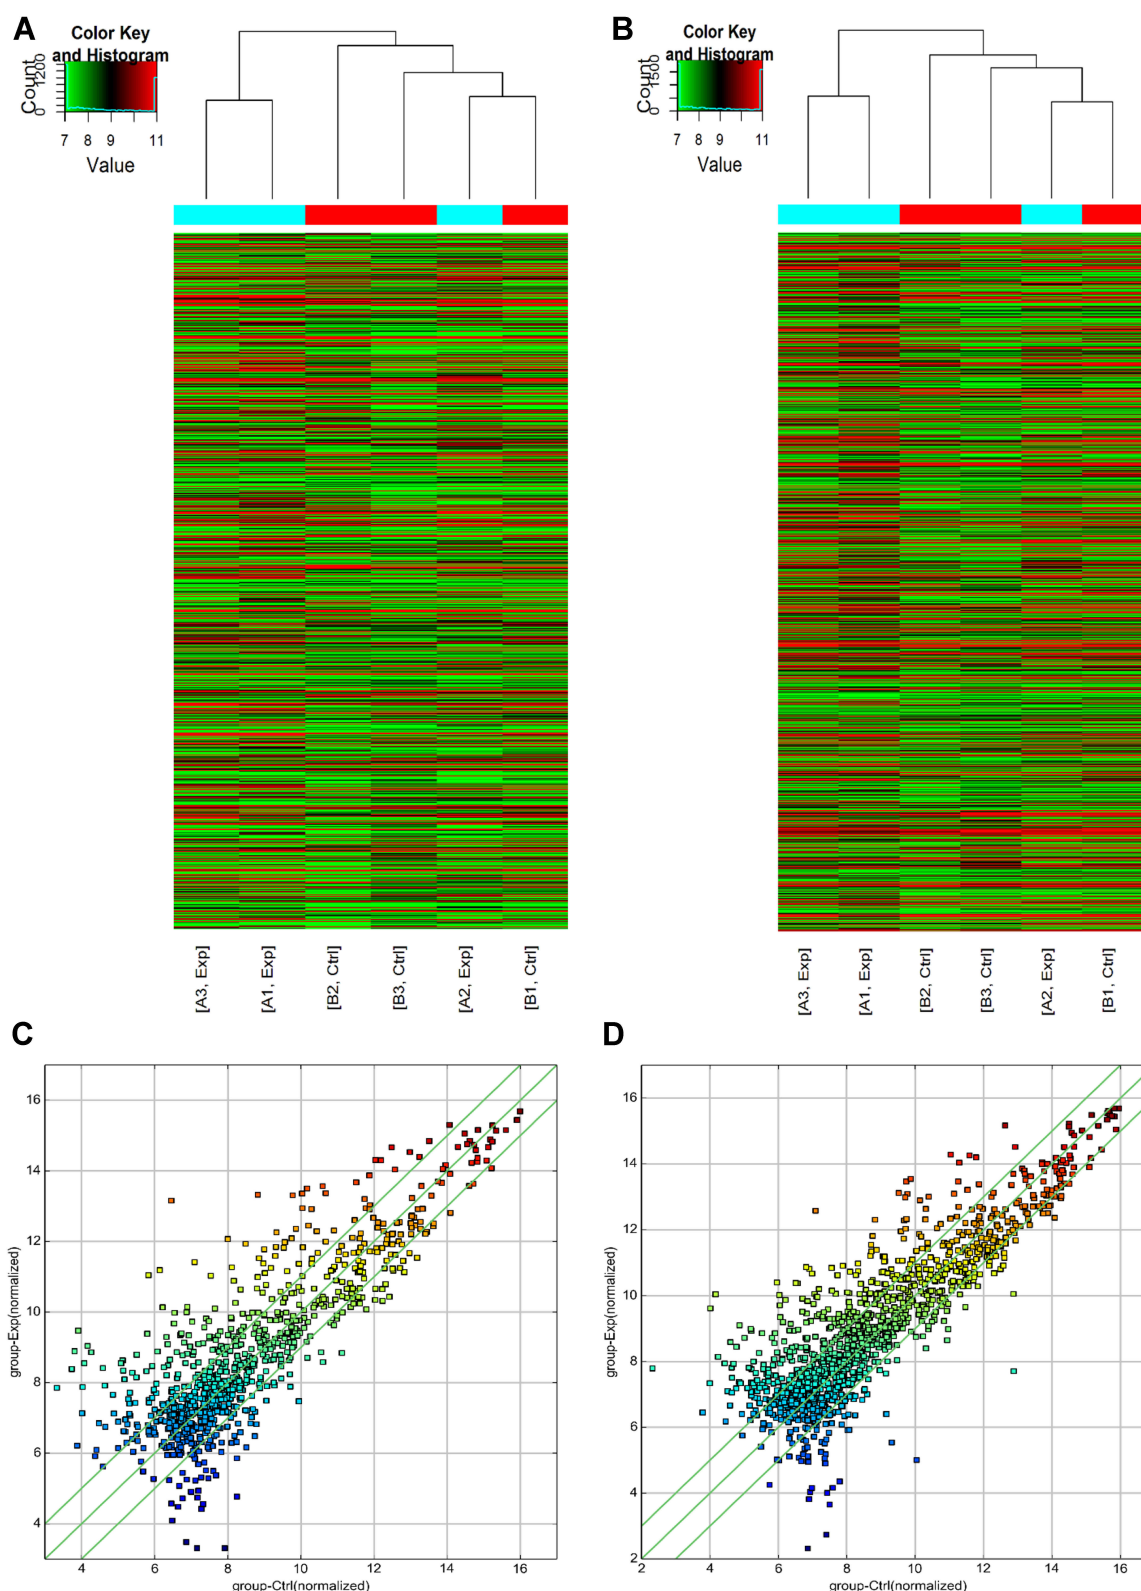 A
Color Key
and Histogram
Count
0
1200
7 8 9 11
Value
[A3, Exp]
[A1, Exp]
[B2, Ctrl]
[B3, Ctrl]
[A2, Exp]
[B1, Ctrl]
B
Color Key
and Histogram
Count
0
1500
7 8 9 11
Value
[A3, Exp]
[A1, Exp]
[B2, Ctrl]
[B3, Ctrl]
[A2, Exp]
[B1, Ctrl]
C
group-Exp(normalized)
16
14
12
10
8
6
4
4 6 8 10 12 14 16
group-Ctrl(normalized)
D
group-Exp(normalized)
16
14
12
10
8
6
4
2
2 4 6 8 10 12 14 16
group-Ctrl(normalized)